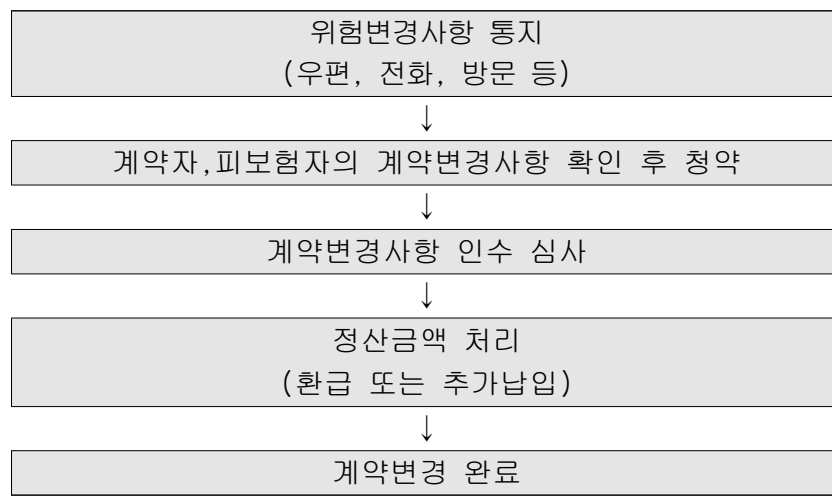 위험변경사항 통지
(우편, 전화, 방문 등)
↓
계약자,피보험자의 계약변경사항 확인 후 청약
↓
계약변경사항 인수 심사
↓
정산금액 처리
(환급 또는 추가납입)
↓
계약변경 완료